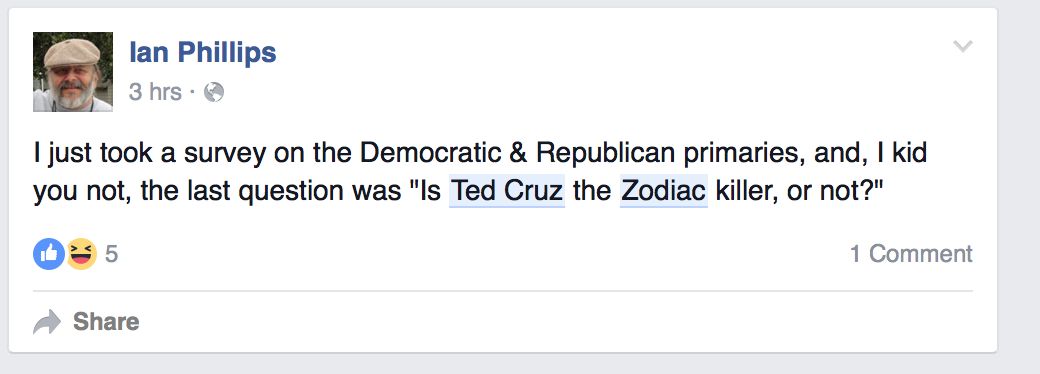 Ian Phillips
3 hrs ·
I just took a survey on the Democratic & Republican primaries, and, I kid
you not, the last question was "Is Ted Cruz the Zodiac killer, or not?"
5
1 Comment
Share